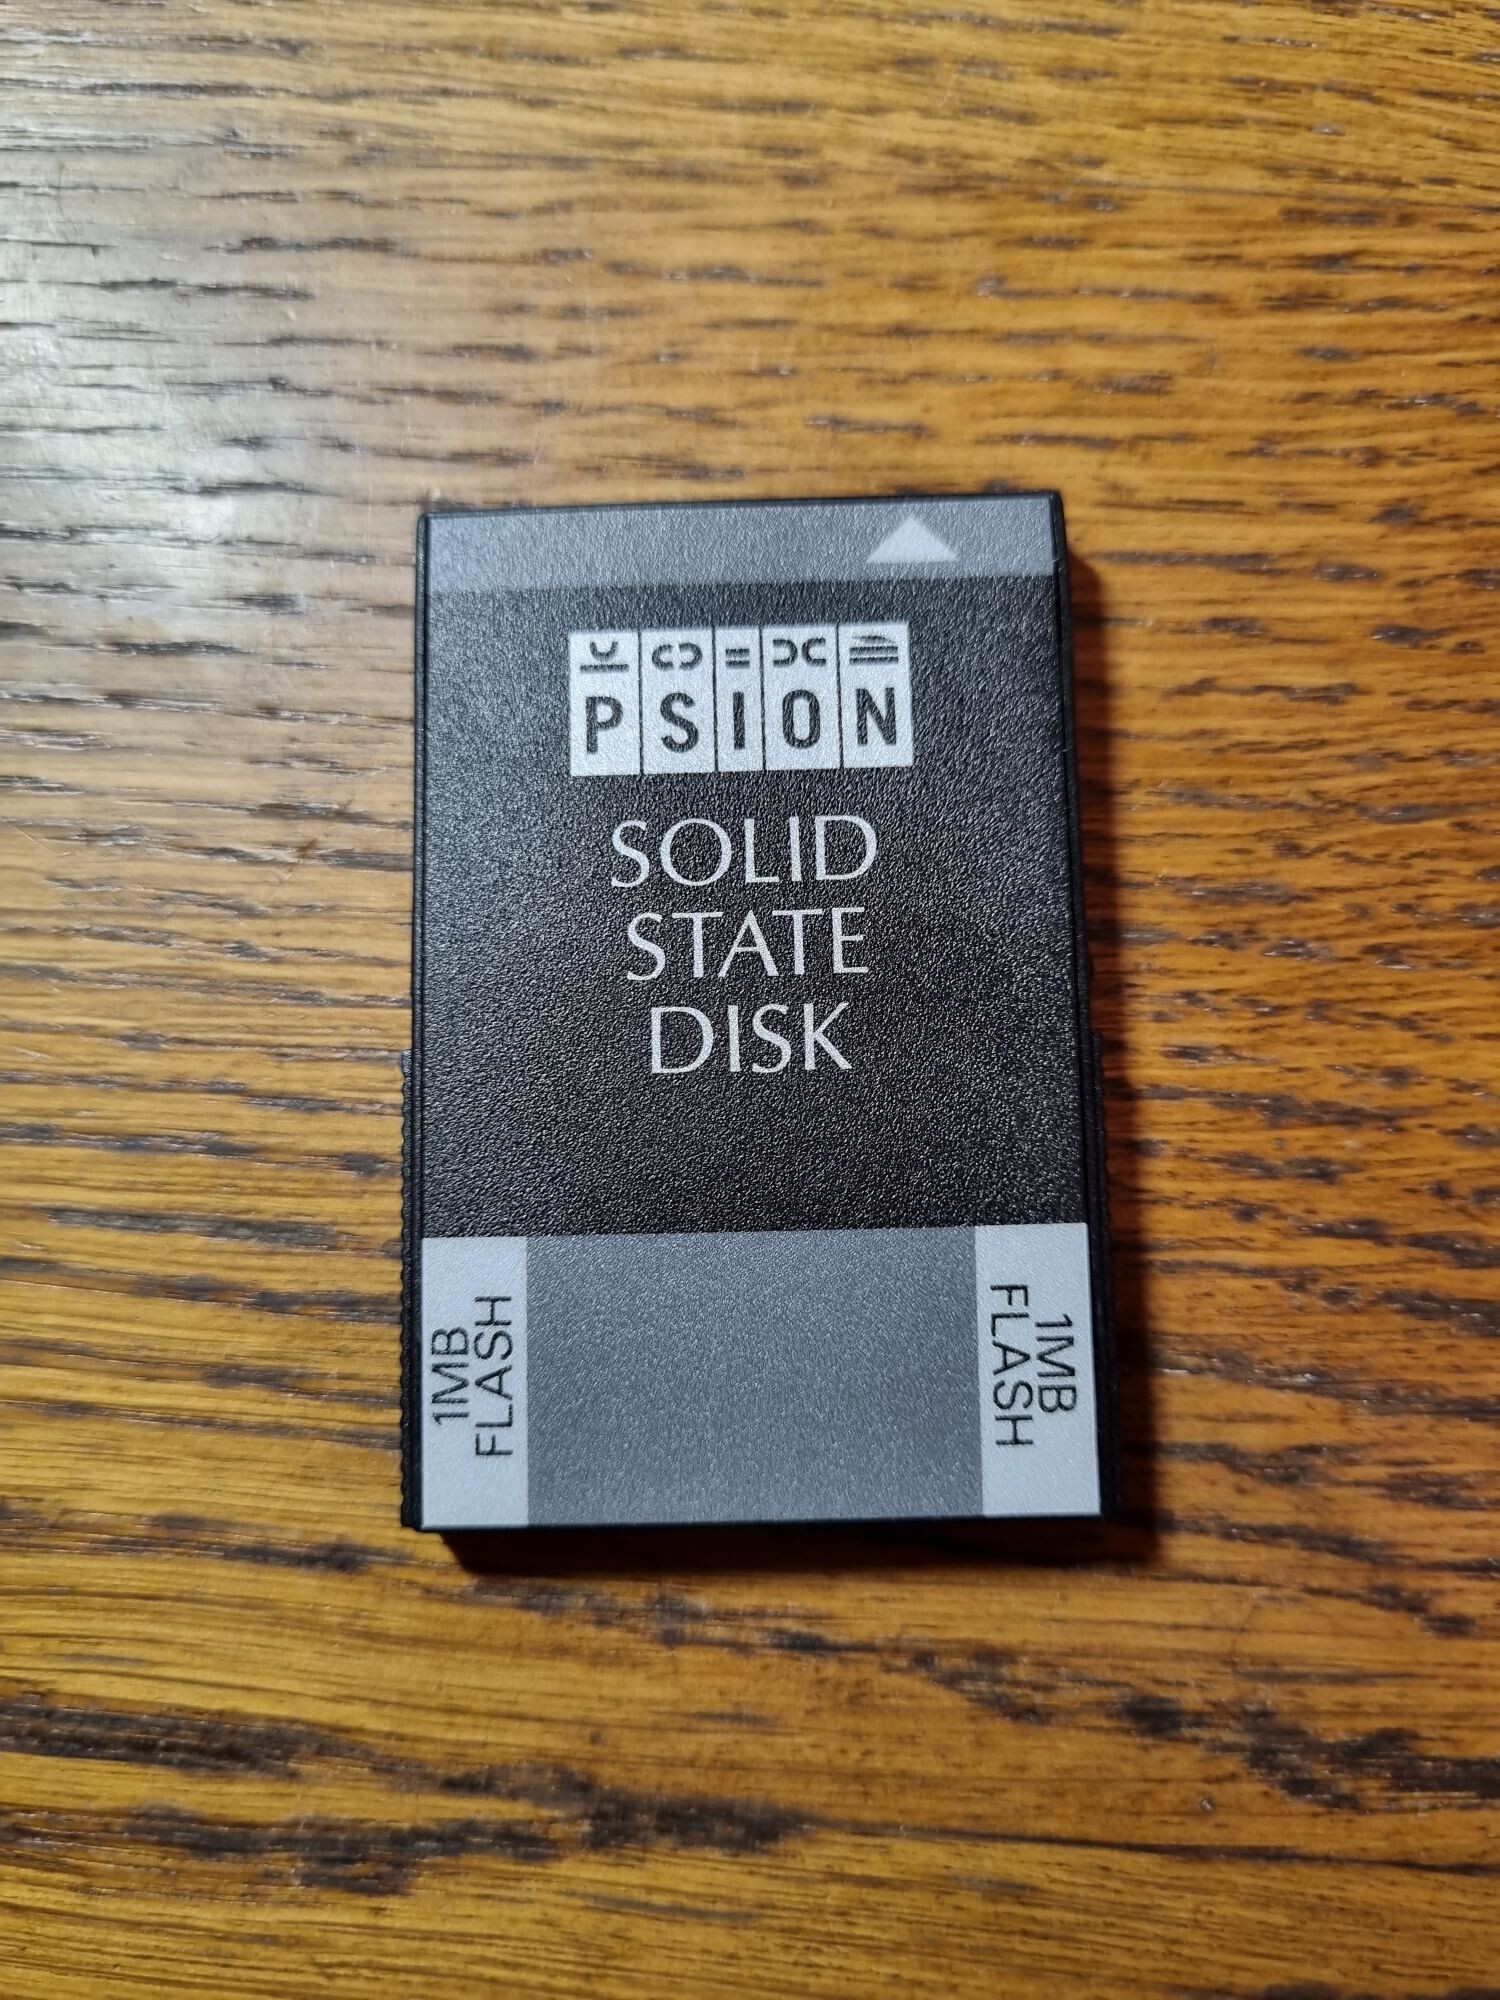 PSION
SOLID
STATE
DISK
1MB
FLASH
1MB
FLASH